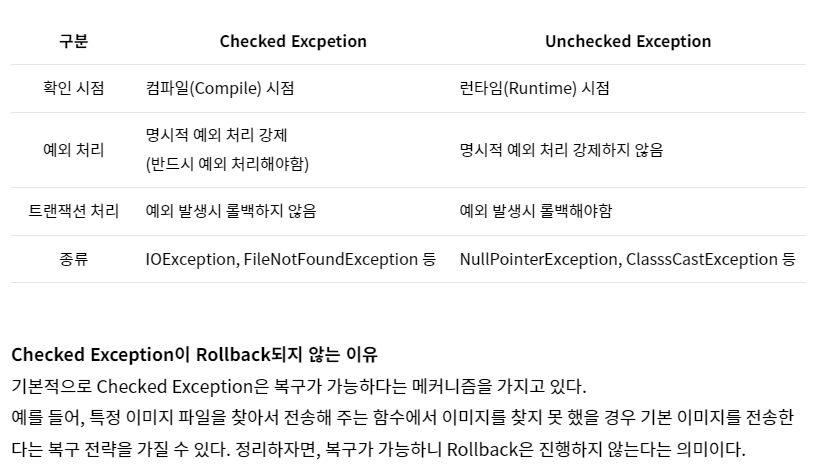 구분 Checked Excpetion Unchecked Exception
확인 시점 컴파일(Compile) 시점 런타임(Runtime) 시점
예외 처리 명시적 예외 처리 강제
(반드시 예외 처리해야함) 명시적 예외 처리 강제하지 않음
트랜잭션 처리 예외 발생시 롤백하지 않음 예외 발생시 롤백해야함
종류 IOException, FileNotFoundException 등 NullPointerException, ClasssCastException 등
Checked Exception이 Rollback되지 않는 이유
기본적으로 Checked Exception은 복구가 가능하다는 메커니즘을 가지고 있다.
예를 들어, 특정 이미지 파일을 찾아서 전송해 주는 함수에서 이미지를 찾지 못 했을 경우 기본 이미지를 전송한
다는 복구 전략을 가질 수 있다. 정리하자면, 복구가 가능하니 Rollback은 진행하지 않는다는 의미이다.